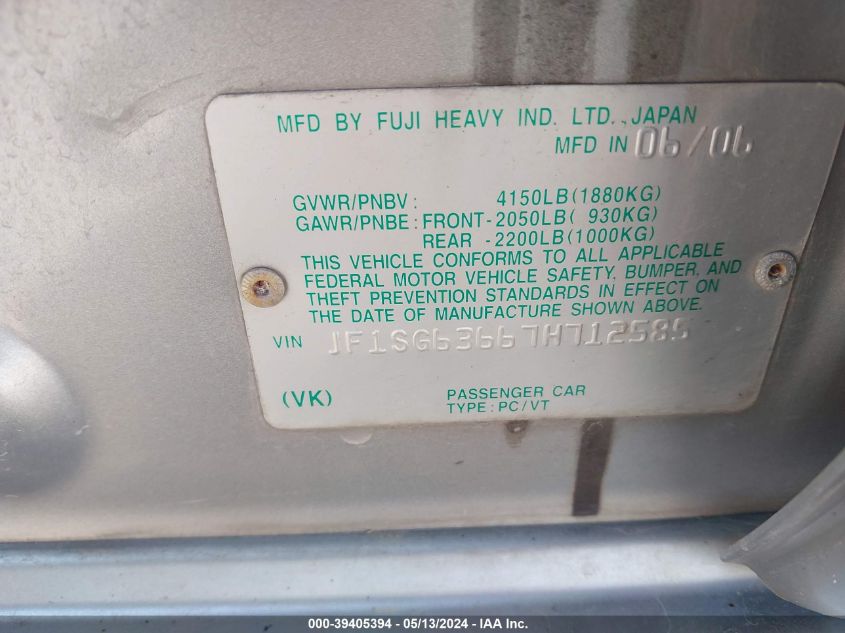 MFD BY FUJI HEAVY IND. LTD., JAPAN
MFD IN 06/06
GVWR/PNBV : 4150LB(1880KG)
GAWR/PNBE : FRONT-2050LB( 930KG)
REAR -2200LB(1000KG)
THIS VEHICLE CONFORMS TO ALL APPLICABLE
FEDERAL MOTOR VEHICLE SAFETY, BUMPER, AND
THEFT PREVENTION STANDARDS IN EFFECT ON
THE DATE OF MANUFACTURE SHOWN ABOVE.
VIN JF1SG63667H712585
(VK) PASSENGER CAR
TYPE: PC/VT
000-39405394 - 05/13/2024 - IAA Inc.